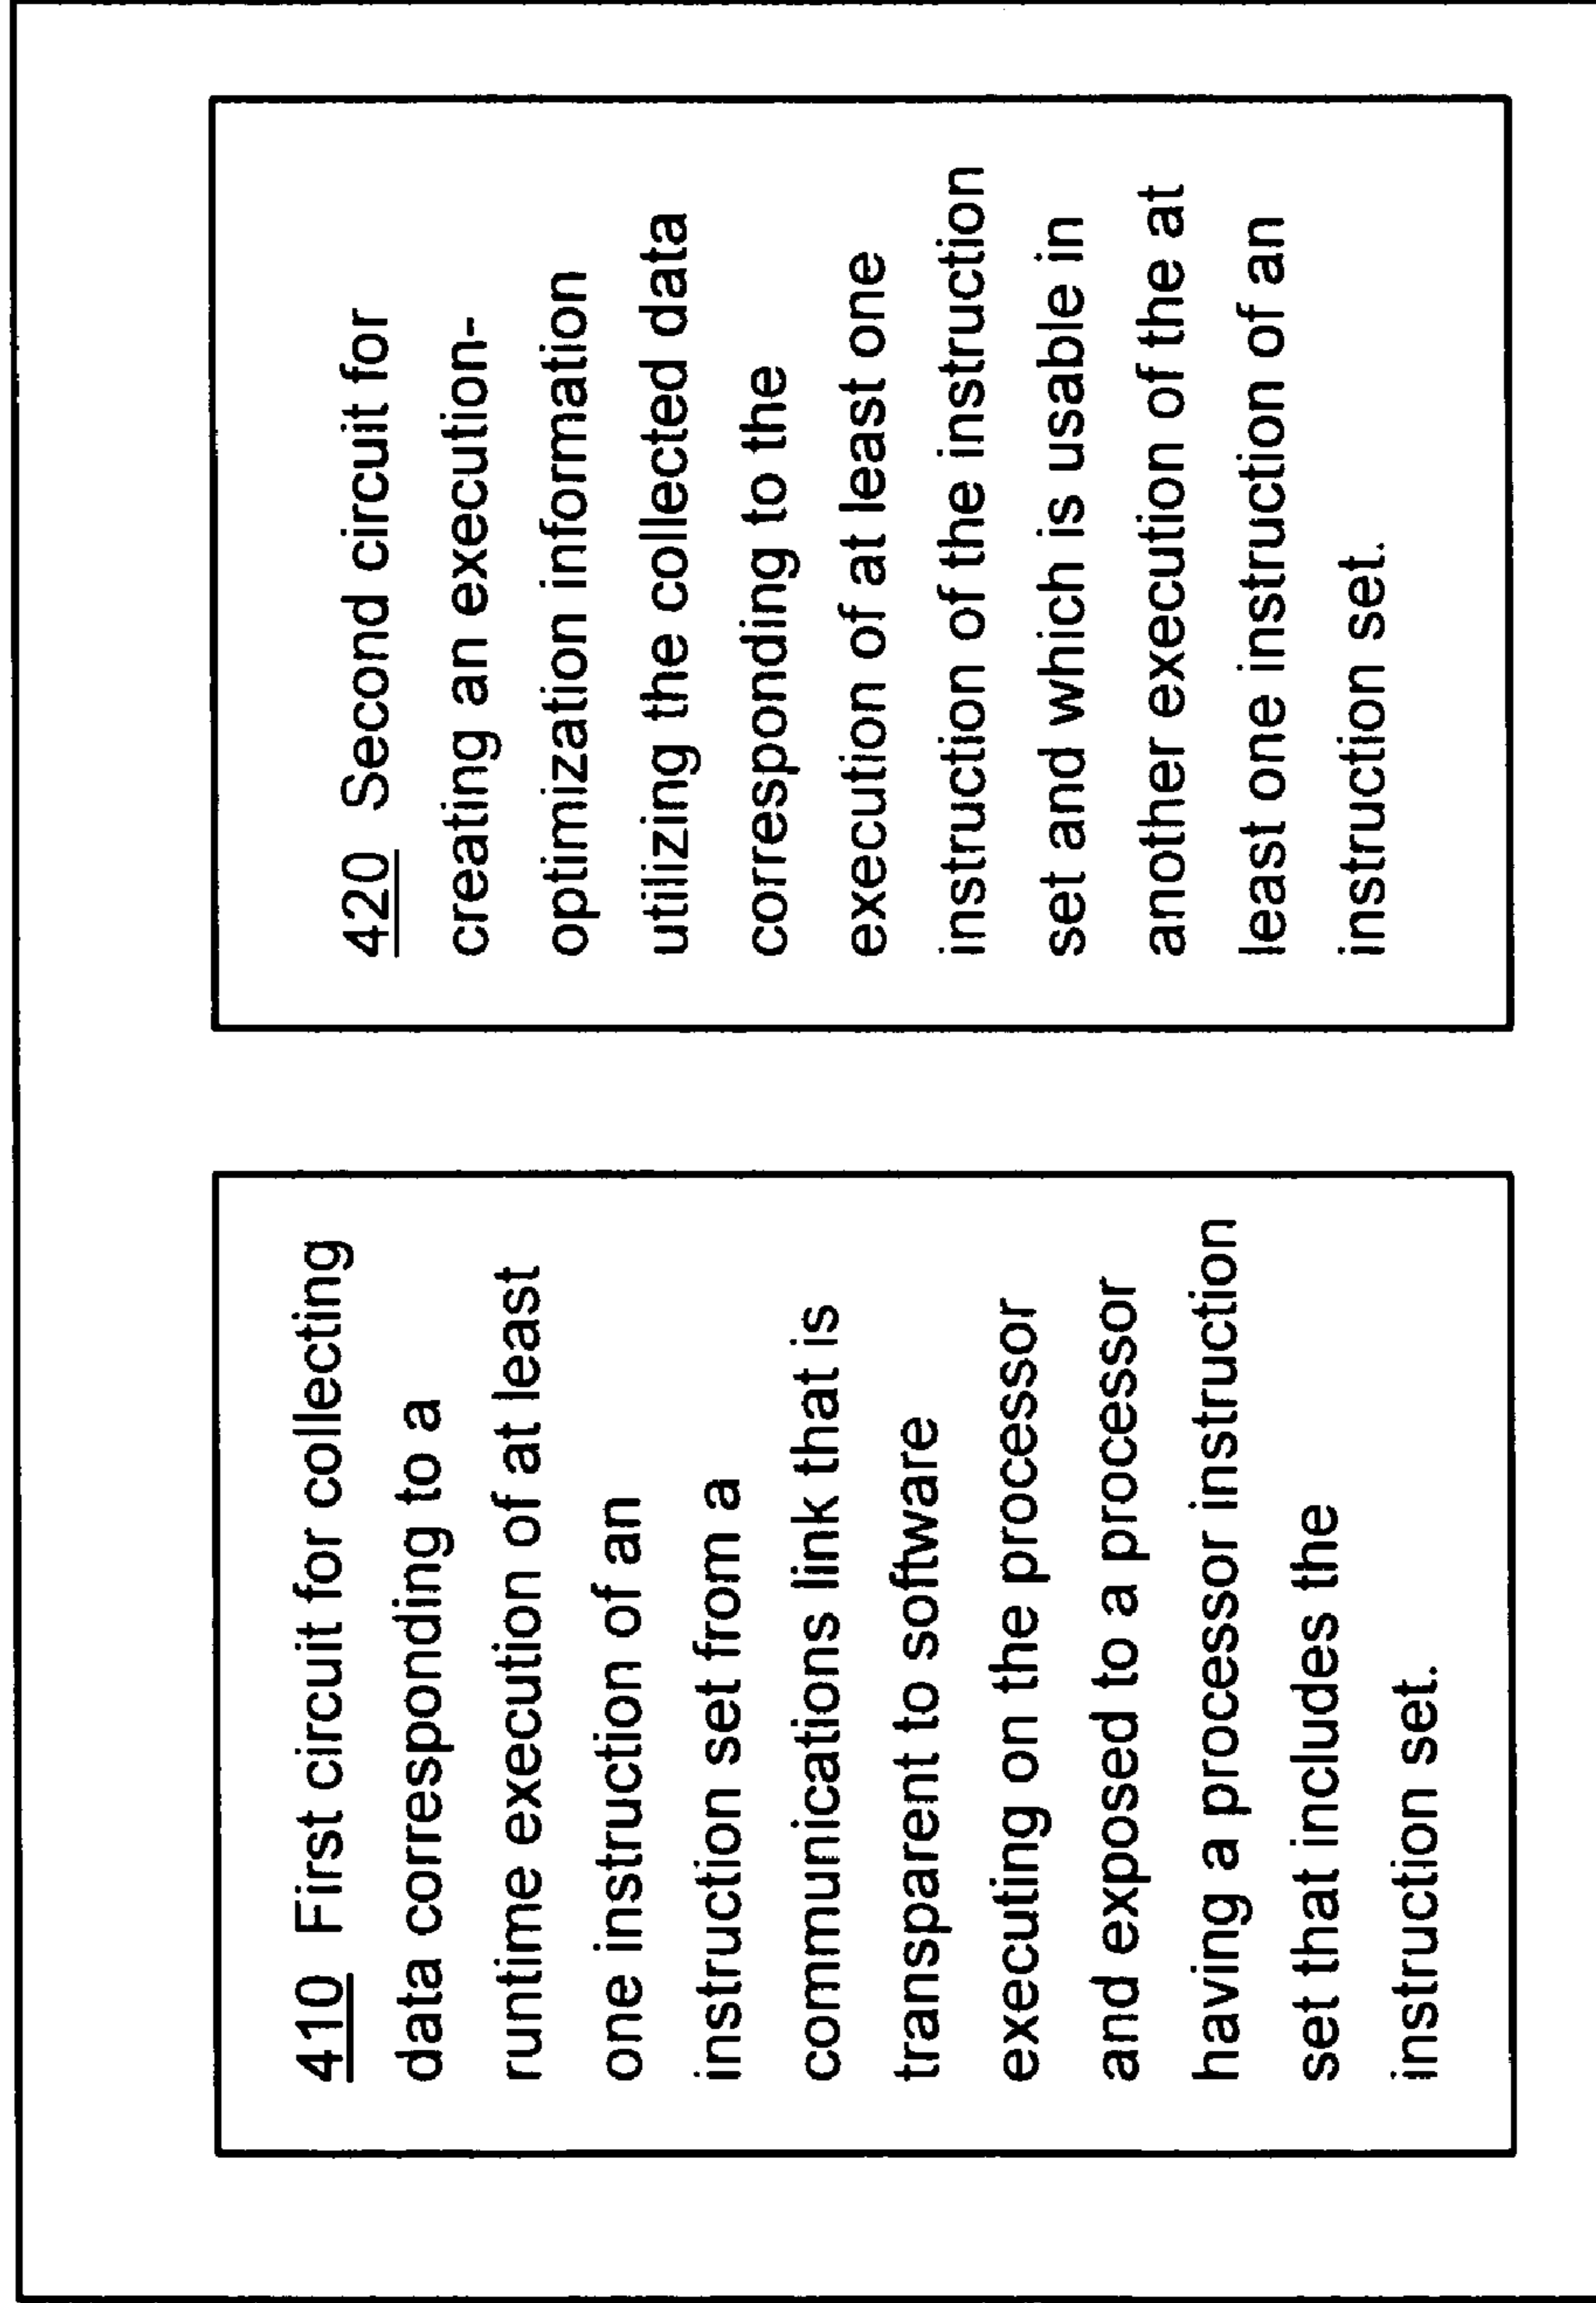 410 First circuit for collecting
data corresponding to a
runtime execution of at least
one instruction of an
instruction set from a
communications link that is
transparent to software
executing on the processor
and exposed to a processor
having a processor instruction
set that includes the
instruction set.
420 Second circuit for
creating an execution-
optimization information
utilizing the collected data
corresponding to the
execution of at least one
instruction of the instruction
set and which is usable in
another execution of the at
least one instruction of an
instruction set.